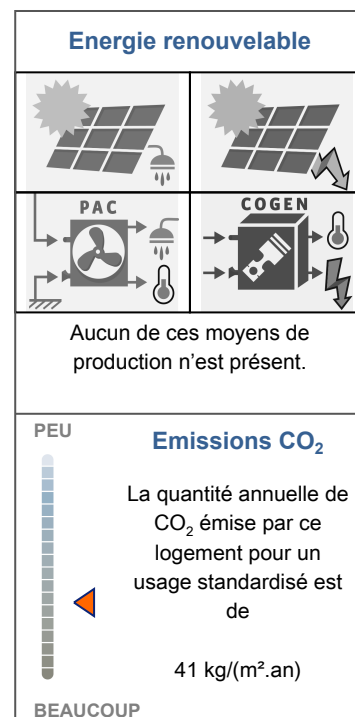 Energie renouvelable
PAC
COGEN
Aucun de ces moyens de
production n’est présent.
PEU
Emissions CO₂
La quantité annuelle de
CO₂ émise par ce
logement pour un
usage standardisé est
de
41 kg/(m².an)
BEAUCOUP